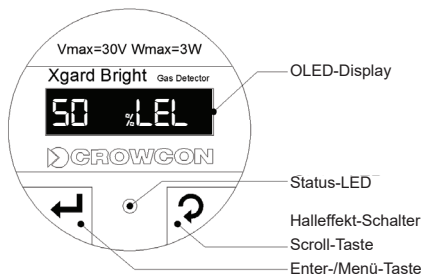 Vmax=30V Wmax=3W
Xgard Bright Gas Detector
50 %LEL
CROWCON
OLED-Display
Status-LED
Halleffekt-Schalter
Scroll-Taste
Enter-/Menü-Taste